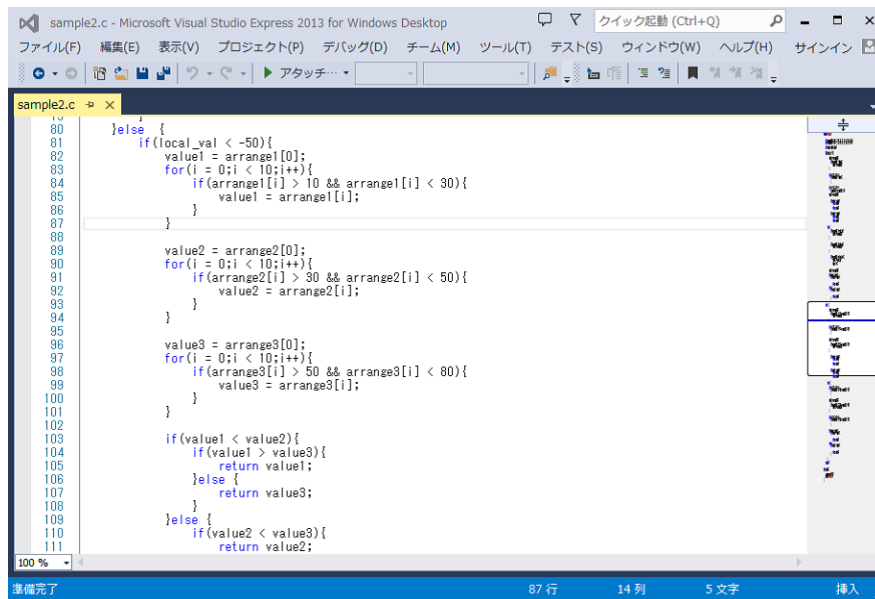 sample2.c - Microsoft Visual Studio Express 2013 for Windows Desktop クイック起動 (Ctrl+Q)
ファイル(F) 編集(E) 表示(V) プロジェクト(P) デバッグ(D) チーム(M) ツール(T) テスト(S) ウィンドウ(W) ヘルプ(H) サインイン
アタッチ…
sample2.c
79 }
80 }else {
81 if(local_val < -50){
82 value1 = arrange1[0];
83 for(i = 0;i < 10;i++){
84 if(arrange1[i] > 10 && arrange1[i] < 30){
85 value1 = arrange1[i];
86 }
87 }
88
89 value2 = arrange2[0];
90 for(i = 0;i < 10;i++){
91 if(arrange2[i] > 30 && arrange2[i] < 50){
92 value2 = arrange2[i];
93 }
94 }
95
96 value3 = arrange3[0];
97 for(i = 0;i < 10;i++){
98 if(arrange3[i] > 50 && arrange3[i] < 80){
99 value3 = arrange3[i];
100 }
101 }
102
103 if(value1 < value2){
104 if(value1 > value3){
105 return value1;
106 }else {
107 return value3;
108 }
109 }else {
110 if(value2 < value3){
111 return value2;
100 %
準備完了 87 行 14 列 5 文字 挿入